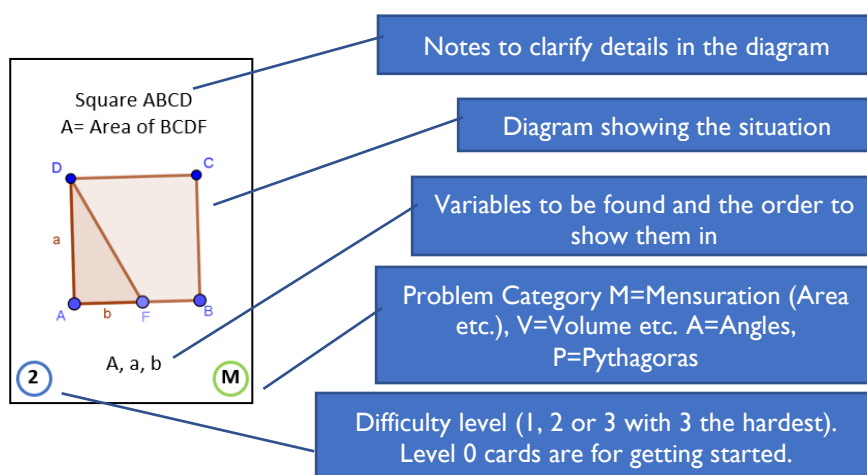 Notes to clarify details in the diagram
Square ABCD
A= Area of BCDF
Diagram showing the situation
D
C
Variables to be found and the order to
show them in
a
A
b
F
B
Problem Category M=Mensuration (Area
etc.), V=Volume etc. A=Angles,
P=Pythagoras
A, a, b
2
M
Difficulty level (1, 2 or 3 with 3 the hardest).
Level 0 cards are for getting started.